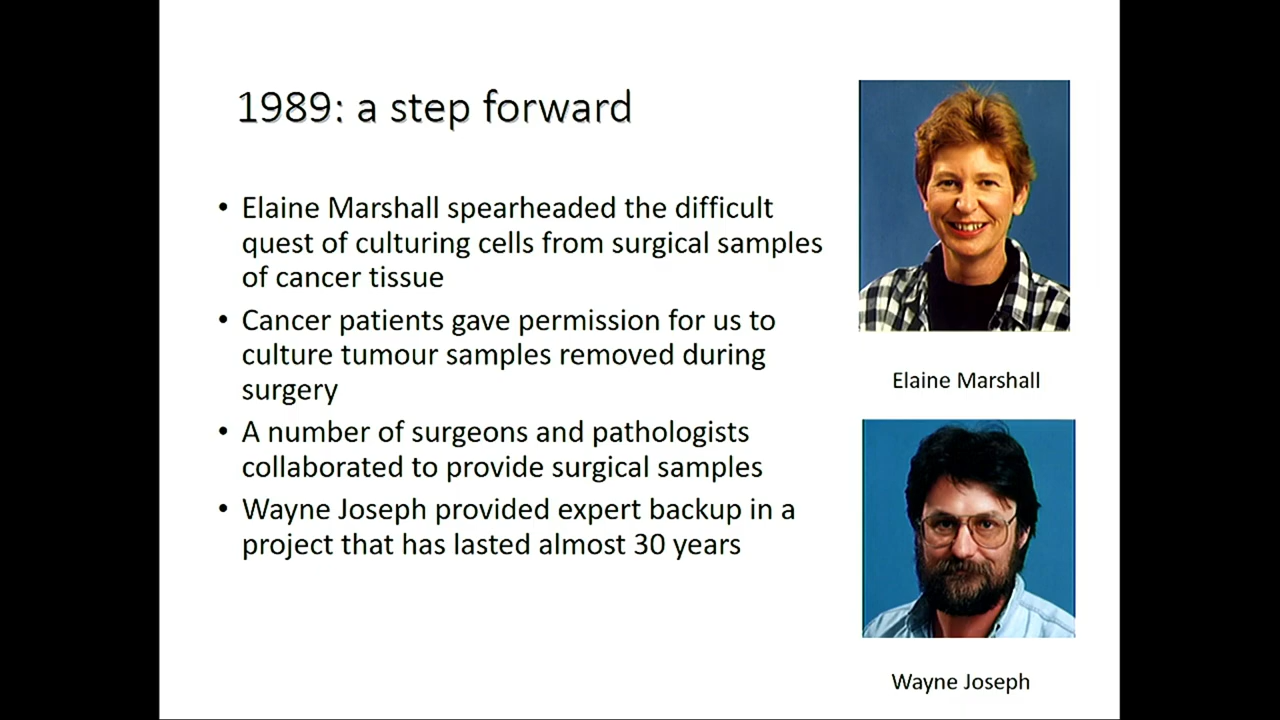 1989: a step forward
• Elaine Marshall spearheaded the difficult
quest of culturing cells from surgical samples
of cancer tissue
• Cancer patients gave permission for us to
culture tumour samples removed during
surgery
• A number of surgeons and pathologists
collaborated to provide surgical samples
• Wayne Joseph provided expert backup in a
project that has lasted almost 30 years
Elaine Marshall
Wayne Joseph